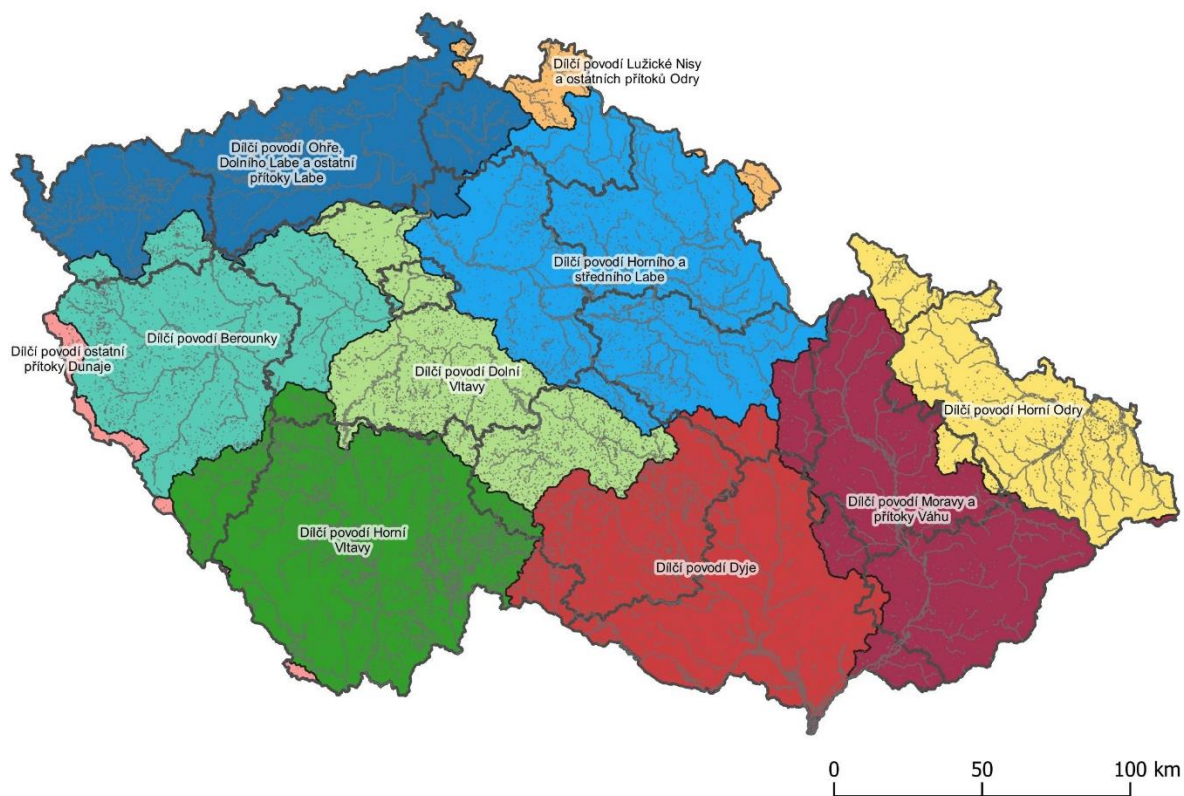 Dílčí povodí Lužické Nisy
a ostatních přítoků Odry
Dílčí povodí Ohře,
Dolního Labe a ostatní
přítoky Labe
Dílčí povodí Horního a
středního Labe
Dílčí povodí Berounky
Dílčí povodí ostatní
přítoky Dunaje
Dílčí povodí Dolní
Vltavy
Dílčí povodí Horní Odry
Dílčí povodí Moravy a
přítoky Váhu
Dílčí povodí Horní
Vltavy
Dílčí povodí Dyje
0 50 100 km